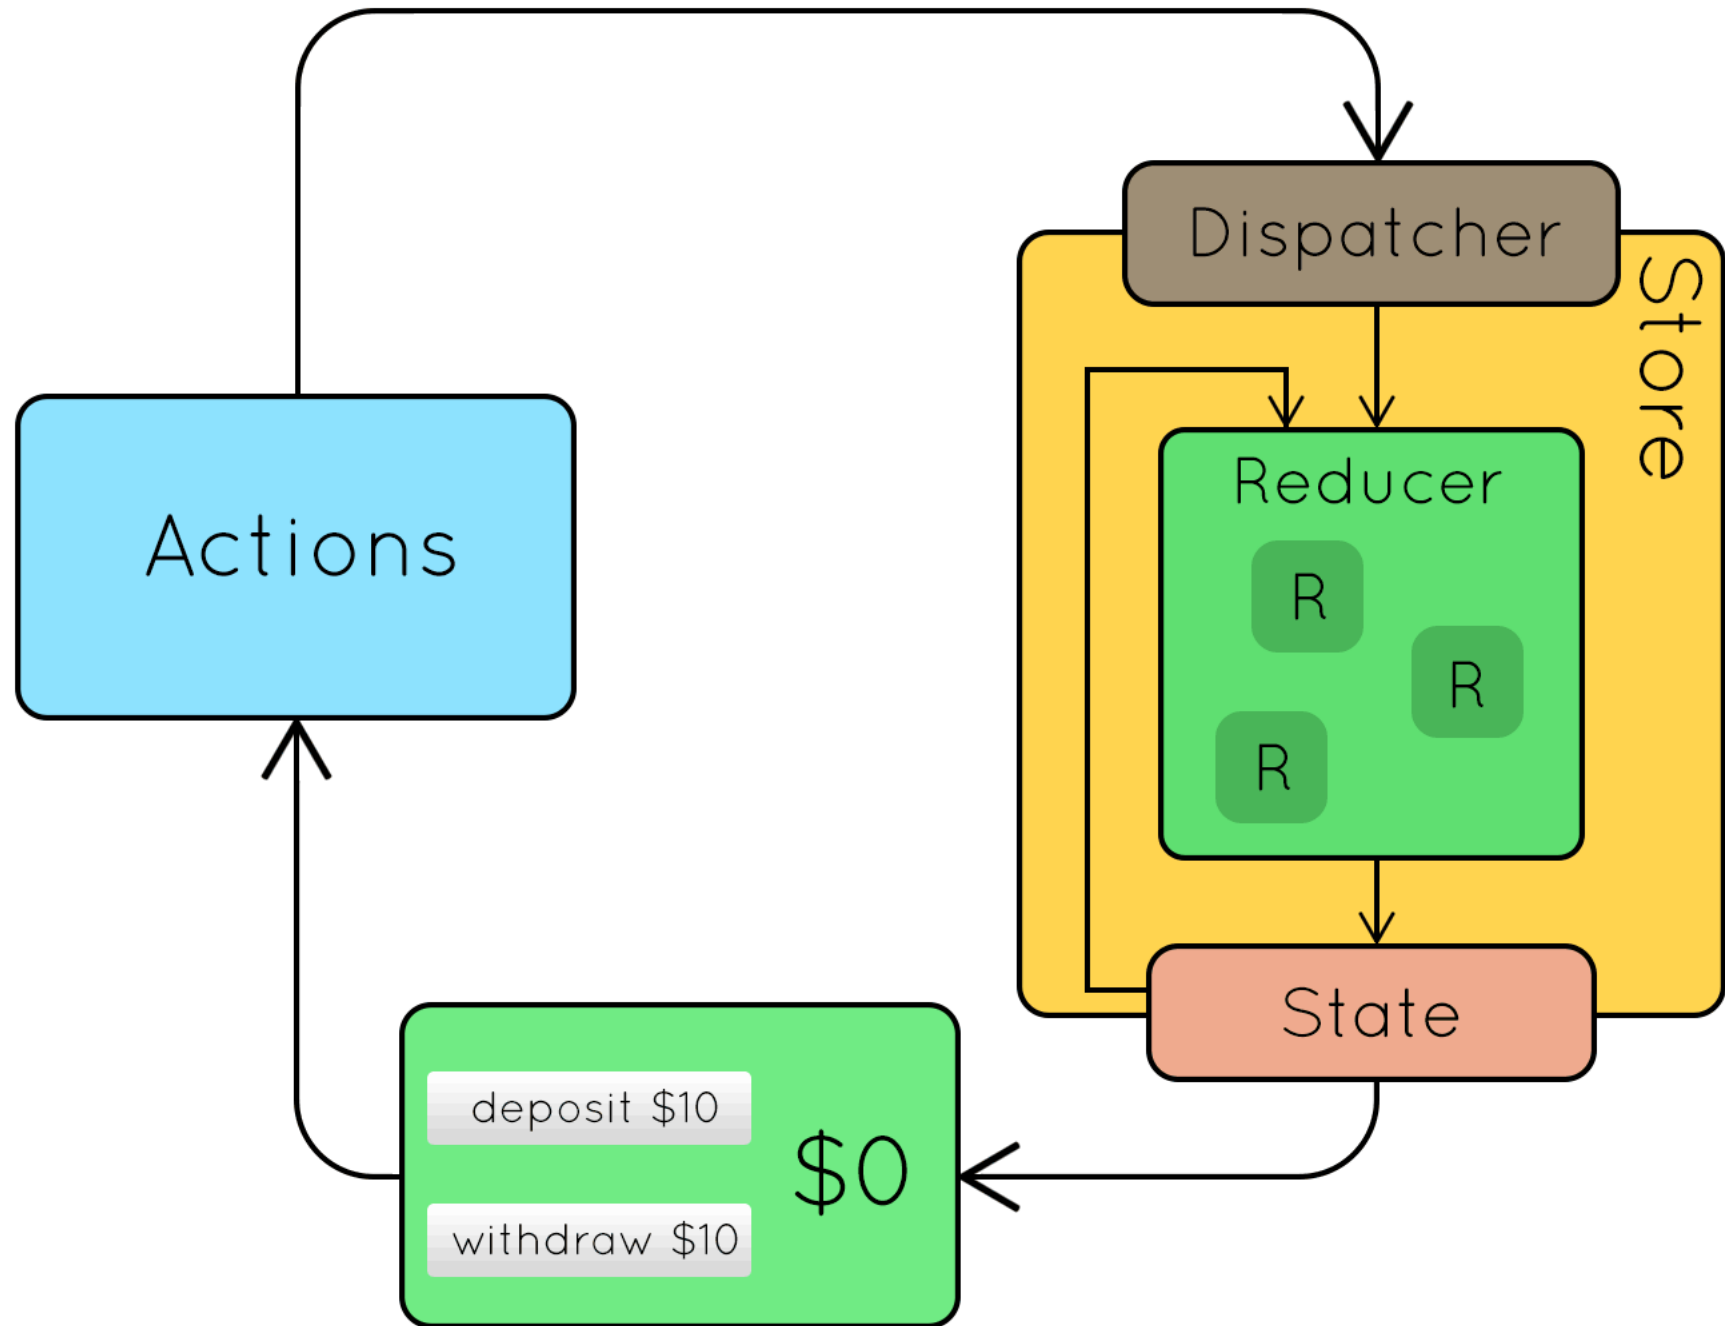 Dispatcher
Store
Reducer
R
R
R
Actions
State
deposit $10
$0
withdraw $10